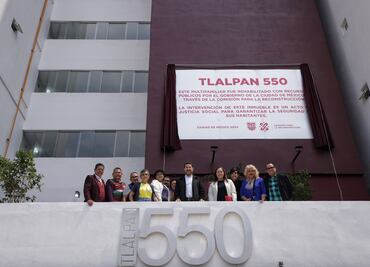 TLALPAN 550
ESTE MULTIFAMILIAR FUE REHABILITADO CON RECURSOS
PÚBLICOS POR EL GOBIERNO DE LA CIUDAD DE MÉXICO A
TRAVÉS DE LA COMISIÓN PARA LA RECONSTRUCCIÓN.
LA INTERVENCIÓN DE ESTE INMUEBLE ES UN ACTO
JUSTICIA SOCIAL PARA GARANTIZAR LA SEGURIDAD
SUS HABITANTES.
CIUDAD DE MÉXICO 2024
TLALPAN
550